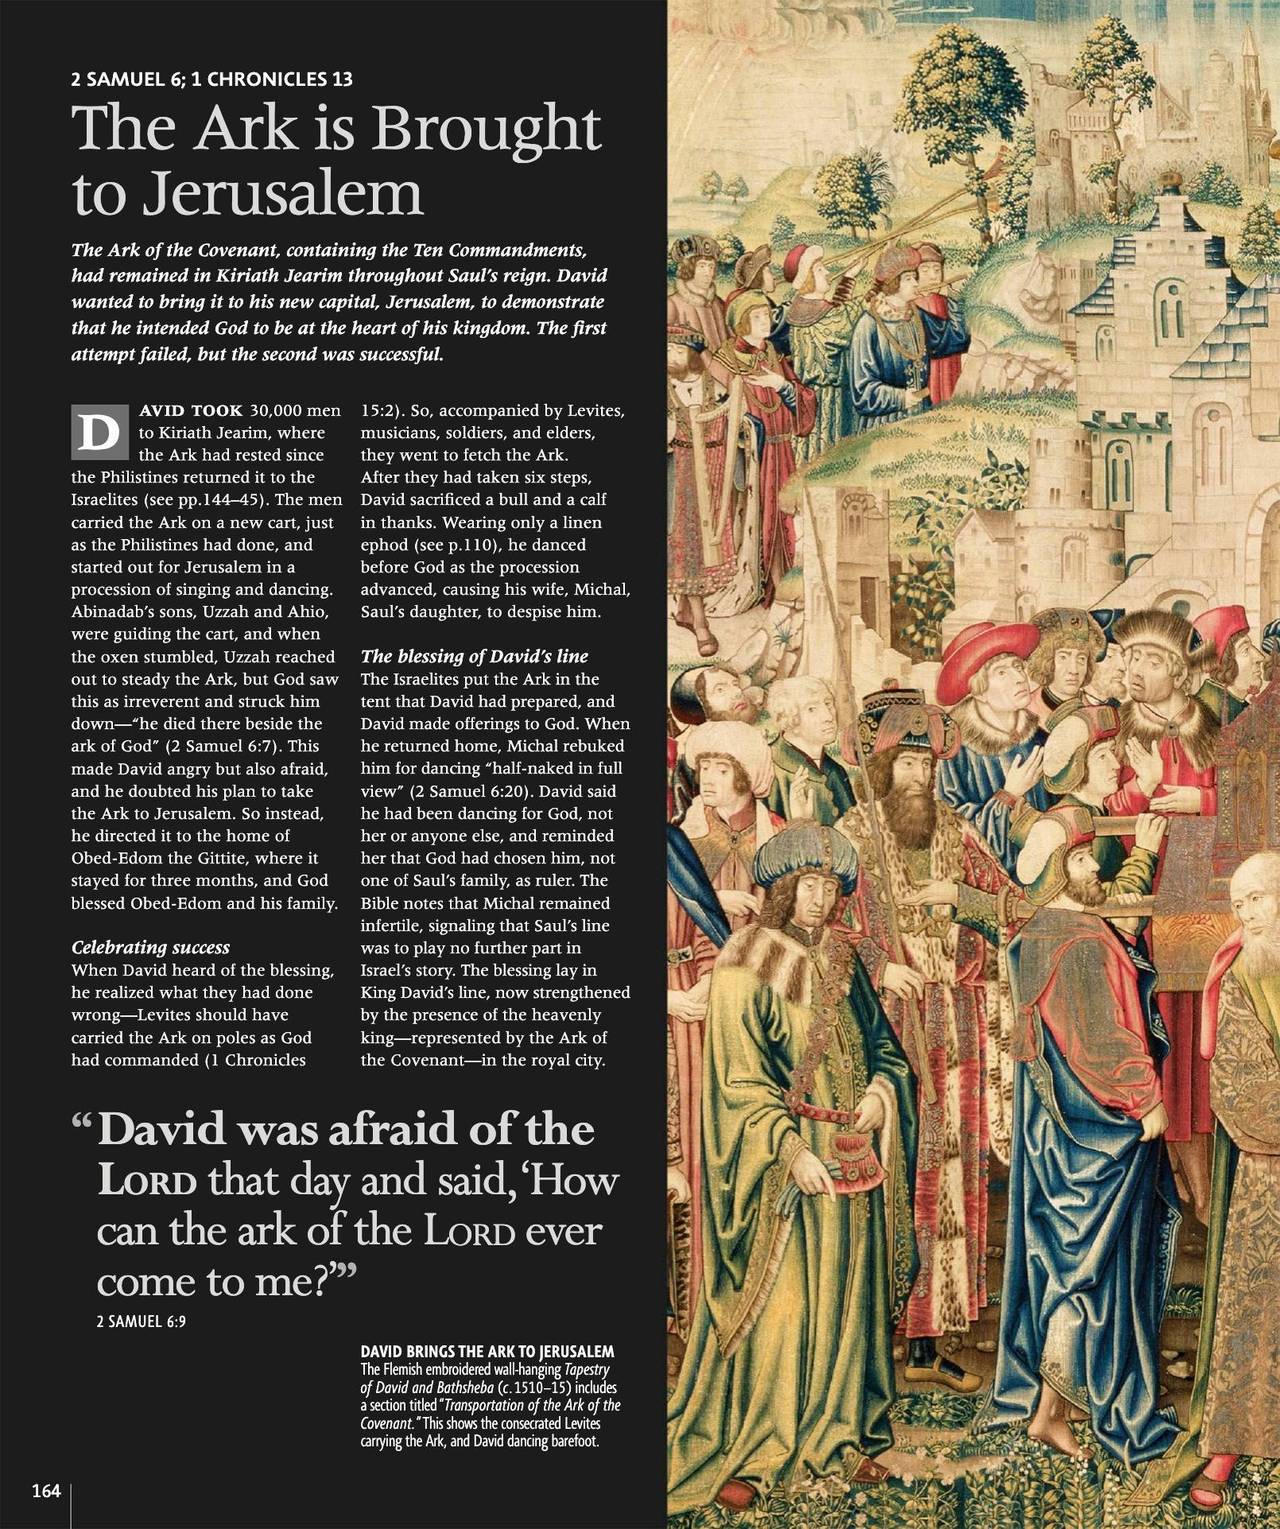 2 SAMUEL 6; 1 CHRONICLES 13
The Ark is Brought
to Jerusalem
The Ark of the Covenant, containing the Ten Commandments,
had remained in Kiriath Jearim throughout Saul's reign. David
wanted to bring it to his new capital, Jerusalem, to demonstrate
that he intended God to be at the heart of his kingdom. The first
attempt failed, but the second was successful.
DAVID TOOK 30,000 men
to Kiriath Jearim, where
the Ark had rested since
the Philistines returned it to the
Israelites (see pp.144–45). The men
carried the Ark on a new cart, just
as the Philistines had done, and
started out for Jerusalem in a
procession of singing and dancing.
Abinadab's sons, Uzzah and Ahio,
were guiding the cart, and when
the oxen stumbled, Uzzah reached
out to steady the Ark, but God saw
this as irreverent and struck him
down—“he died there beside the
ark of God” (2 Samuel 6:7). This
made David angry but also afraid,
and he doubted his plan to take
the Ark to Jerusalem. So instead,
he directed it to the home of
Obed-Edom the Gittite, where it
stayed for three months, and God
blessed Obed-Edom and his family.
Celebrating success
When David heard of the blessing,
he realized what they had done
wrong—Levites should have
carried the Ark on poles as God
had commanded (1 Chronicles
15:2). So, accompanied by Levites,
musicians, soldiers, and elders,
they went to fetch the Ark.
After they had taken six steps,
David sacrificed a bull and a calf
in thanks. Wearing only a linen
ephod (see p.110), he danced
before God as the procession
advanced, causing his wife, Michal,
Saul's daughter, to despise him.
The blessing of David's line
The Israelites put the Ark in the
tent that David had prepared, and
David made offerings to God. When
he returned home, Michal rebuked
him for dancing “half-naked in full
view” (2 Samuel 6:20). David said
he had been dancing for God, not
her or anyone else, and reminded
her that God had chosen him, not
one of Saul's family, as ruler. The
Bible notes that Michal remained
infertile, signaling that Saul's line
was to play no further part in
Israel's story. The blessing lay in
King David's line, now strengthened
by the presence of the heavenly
king—represented by the Ark of
the Covenant—in the royal city.
“David was afraid of the
LORD that day and said, ‘How
can the ark of the LORD ever
come to me?’”
2 SAMUEL 6:9
DAVID BRINGS THE ARK TO JERUSALEM
The Flemish embroidered wall-hanging Tapestry
of David and Bathsheba (c.1510–15) includes
a section titled “Transportation of the Ark of the
Covenant.” This shows the consecrated Levites
carrying the Ark, and David dancing barefoot.
164